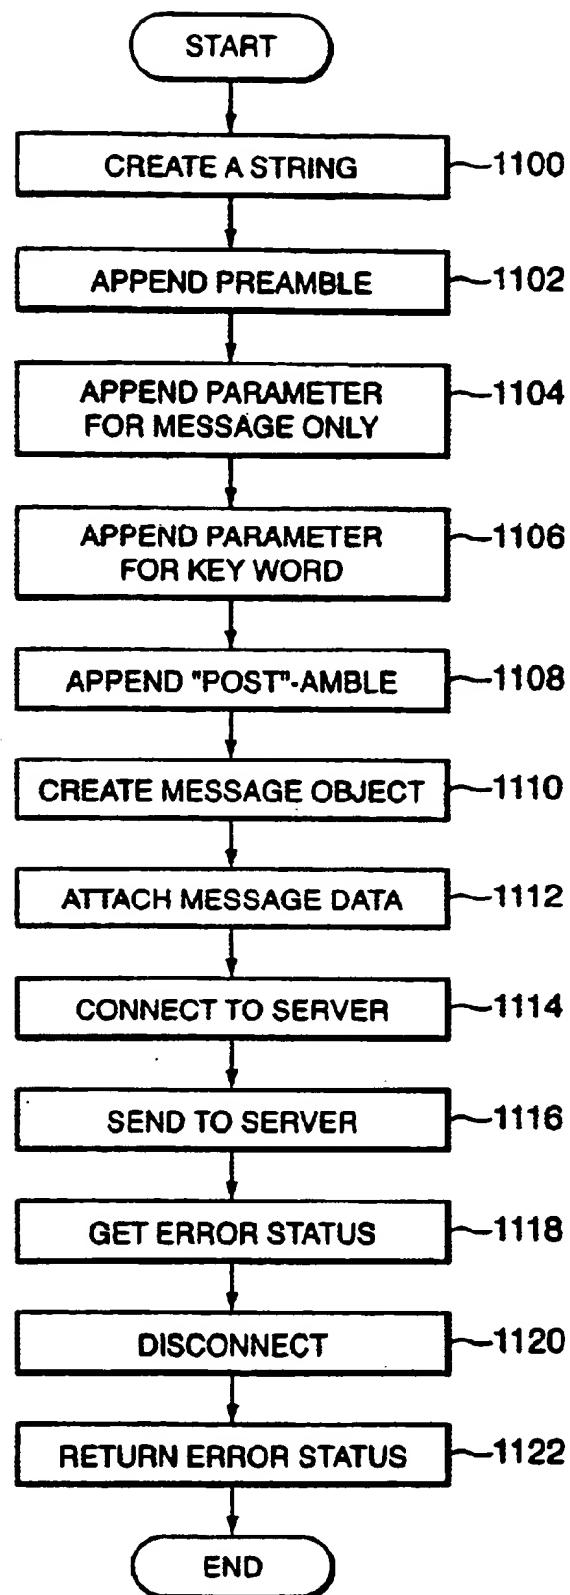 START
CREATE A STRING 1100
APPEND PREAMBLE 1102
APPEND PARAMETER 1104
FOR MESSAGE ONLY
APPEND PARAMETER 1106
FOR KEY WORD
APPEND "POST"-AMBLE 1108
CREATE MESSAGE OBJECT 1110
ATTACH MESSAGE DATA 1112
CONNECT TO SERVER 1114
SEND TO SERVER 1116
GET ERROR STATUS 1118
DISCONNECT 1120
RETURN ERROR STATUS 1122
END